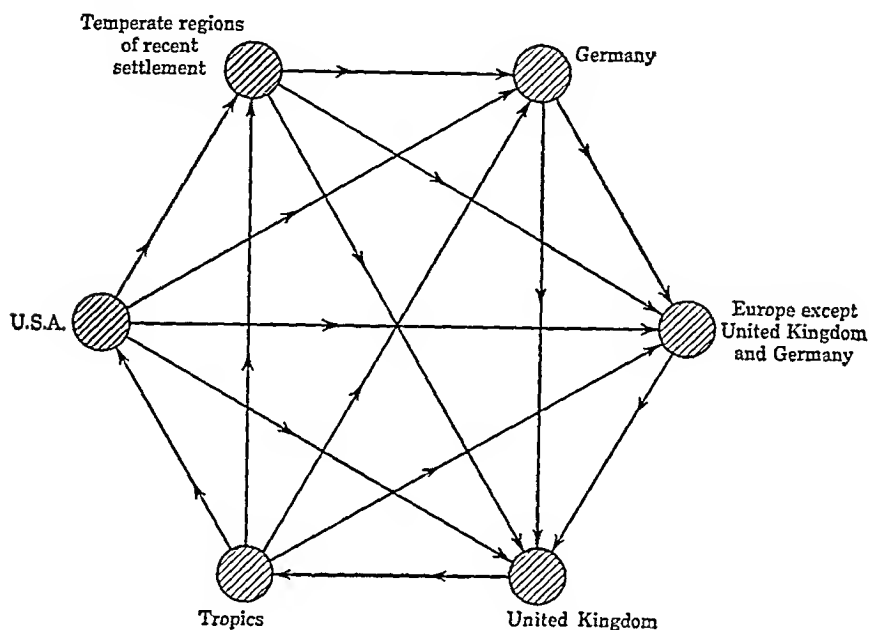 Temperate regions
of recent
settlement
Germany
U.S.A.
Europe except
United Kingdom
and Germany
Tropics
United Kingdom